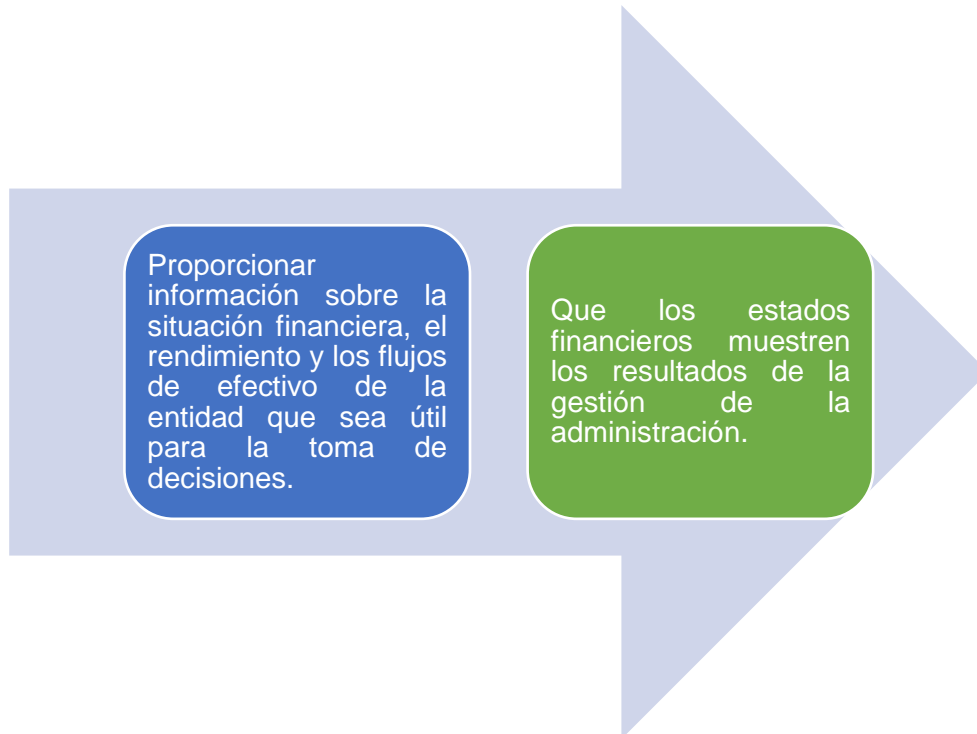 Proporcionar
información sobre la
situación financiera, el
rendimiento y los flujos
de efectivo de la
entidad que sea útil
para la toma de
decisiones.
Que los estados
financieros muestren
los resultados de la
gestión de la
administración.